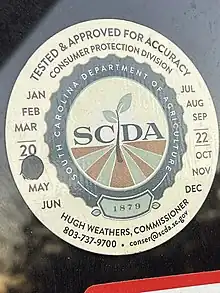 TESTED & APPROVED FOR ACCURACY
CONSUMER PROTECTION DIVISION
JAN
FEB
MAR
20
MAY
JUN
JUL
AUG
SEP
22
OCT
NOV
DEC
SOUTH CAROLINA DEPARTMENT OF AGRICULTURE
SCDA
1879
HUGH WEATHERS, COMMISSIONER
803-737-9700 • conser@scda.sc.gov